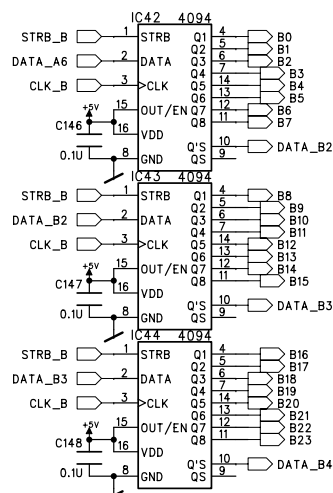 IC42 4094
STRB_B 1 STRB Q1 4 B0
Q2 5 B1
DATA_A6 2 DATA Q3 6 B2
Q4 7 B3
CLK_B 3 >CLK Q5 14 B4
Q6 13 B5
+5V 15 OUT/EN Q7 12 B6
Q8 11 B7
C146 16 VDD
Q'S 10 DATA_B2
0.1U 8 GND QS 9
IC43 4094
STRB_B 1 STRB Q1 4 B8
Q2 5 B9
DATA_B2 2 DATA Q3 6 B10
Q4 7 B11
CLK_B 3 >CLK Q5 14 B12
Q6 13 B13
+5V 15 OUT/EN Q7 12 B14
Q8 11 B15
C147 16 VDD
Q'S 10 DATA_B3
0.1U 8 GND QS 9
IC44 4094
STRB_B 1 STRB Q1 4 B16
Q2 5 B17
DATA_B3 2 DATA Q3 6 B18
Q4 7 B19
CLK_B 3 >CLK Q5 14 B20
Q6 13 B21
+5V 15 OUT/EN Q7 12 B22
Q8 11 B23
C148 16 VDD
Q'S 10 DATA_B4
0.1U 8 GND QS 9